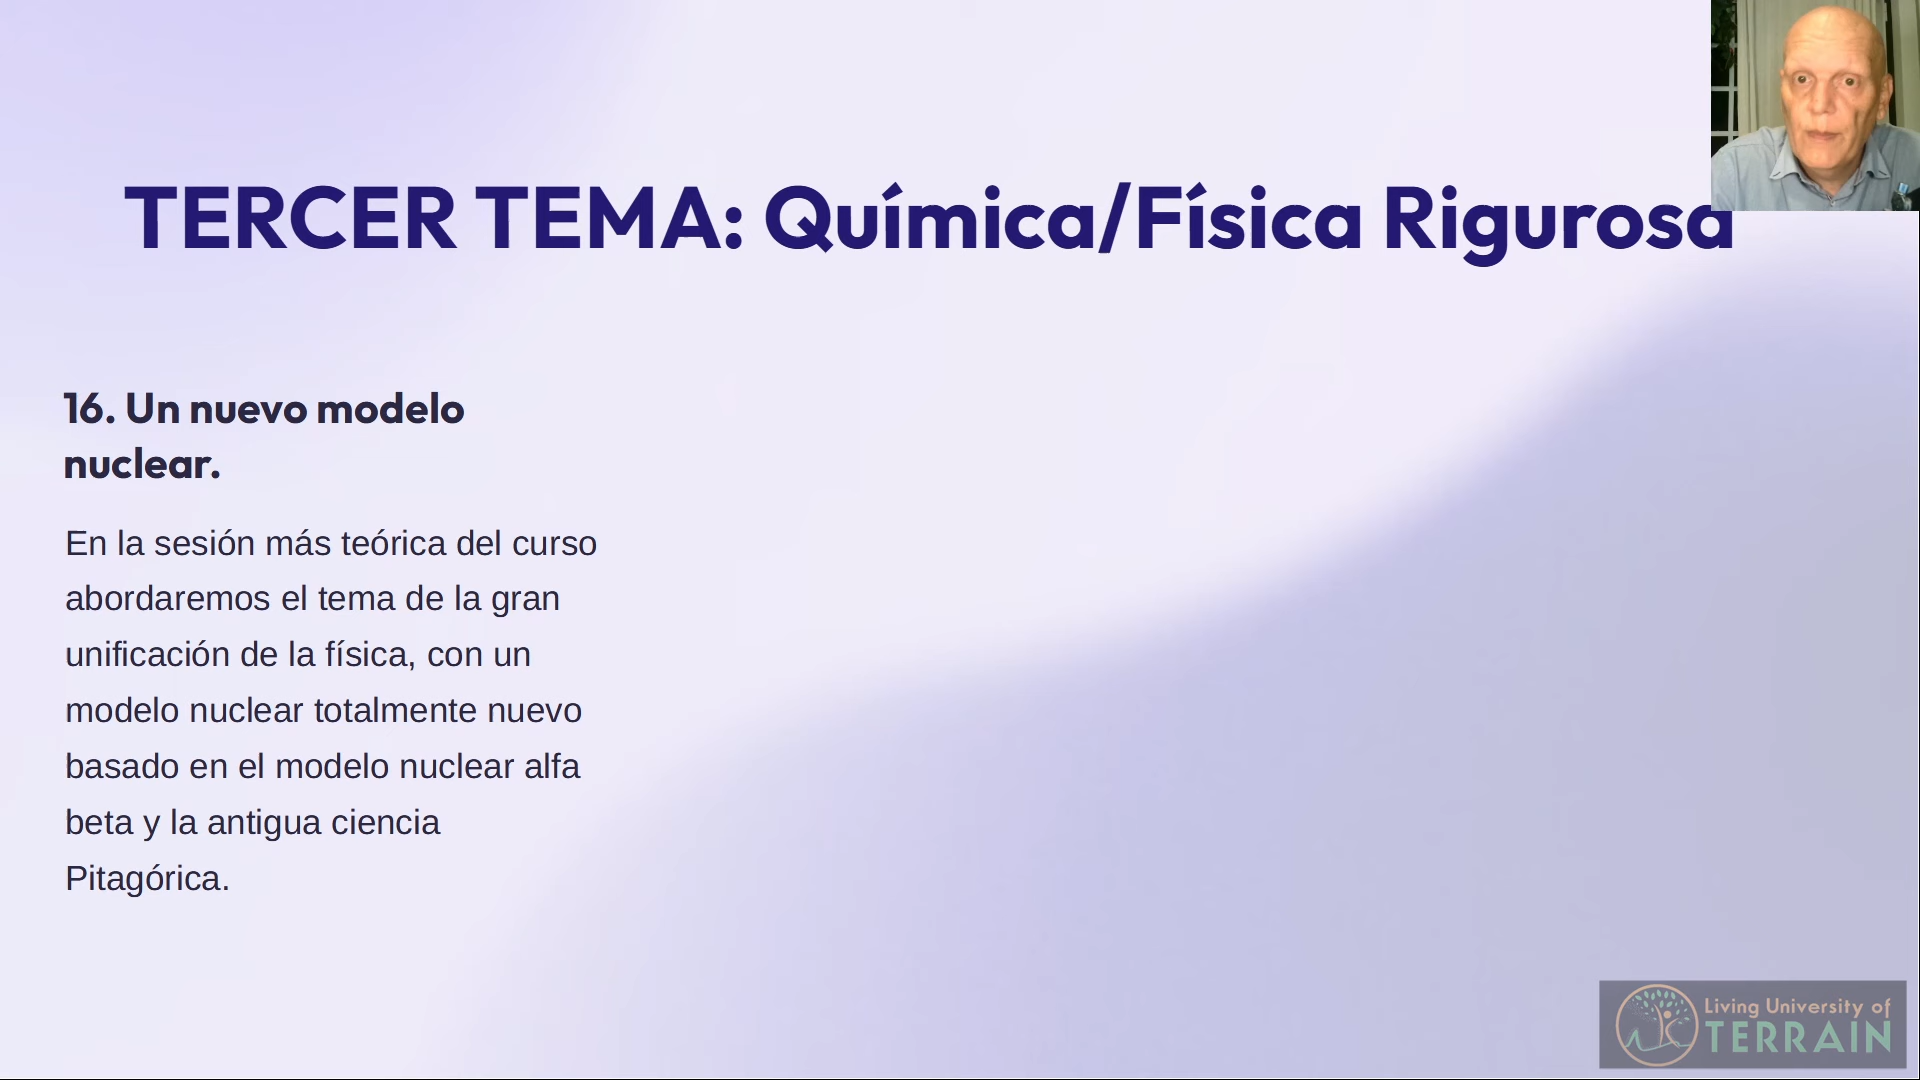 TERCER TEMA: Química/Física Rigurosa
16. Un nuevo modelo
nuclear.
En la sesión más teórica del curso
abordaremos el tema de la gran
unificación de la física, con un
modelo nuclear totalmente nuevo
basado en el modelo nuclear alfa
beta y la antigua ciencia
Pitagórica.
Living University of
TERRAIN